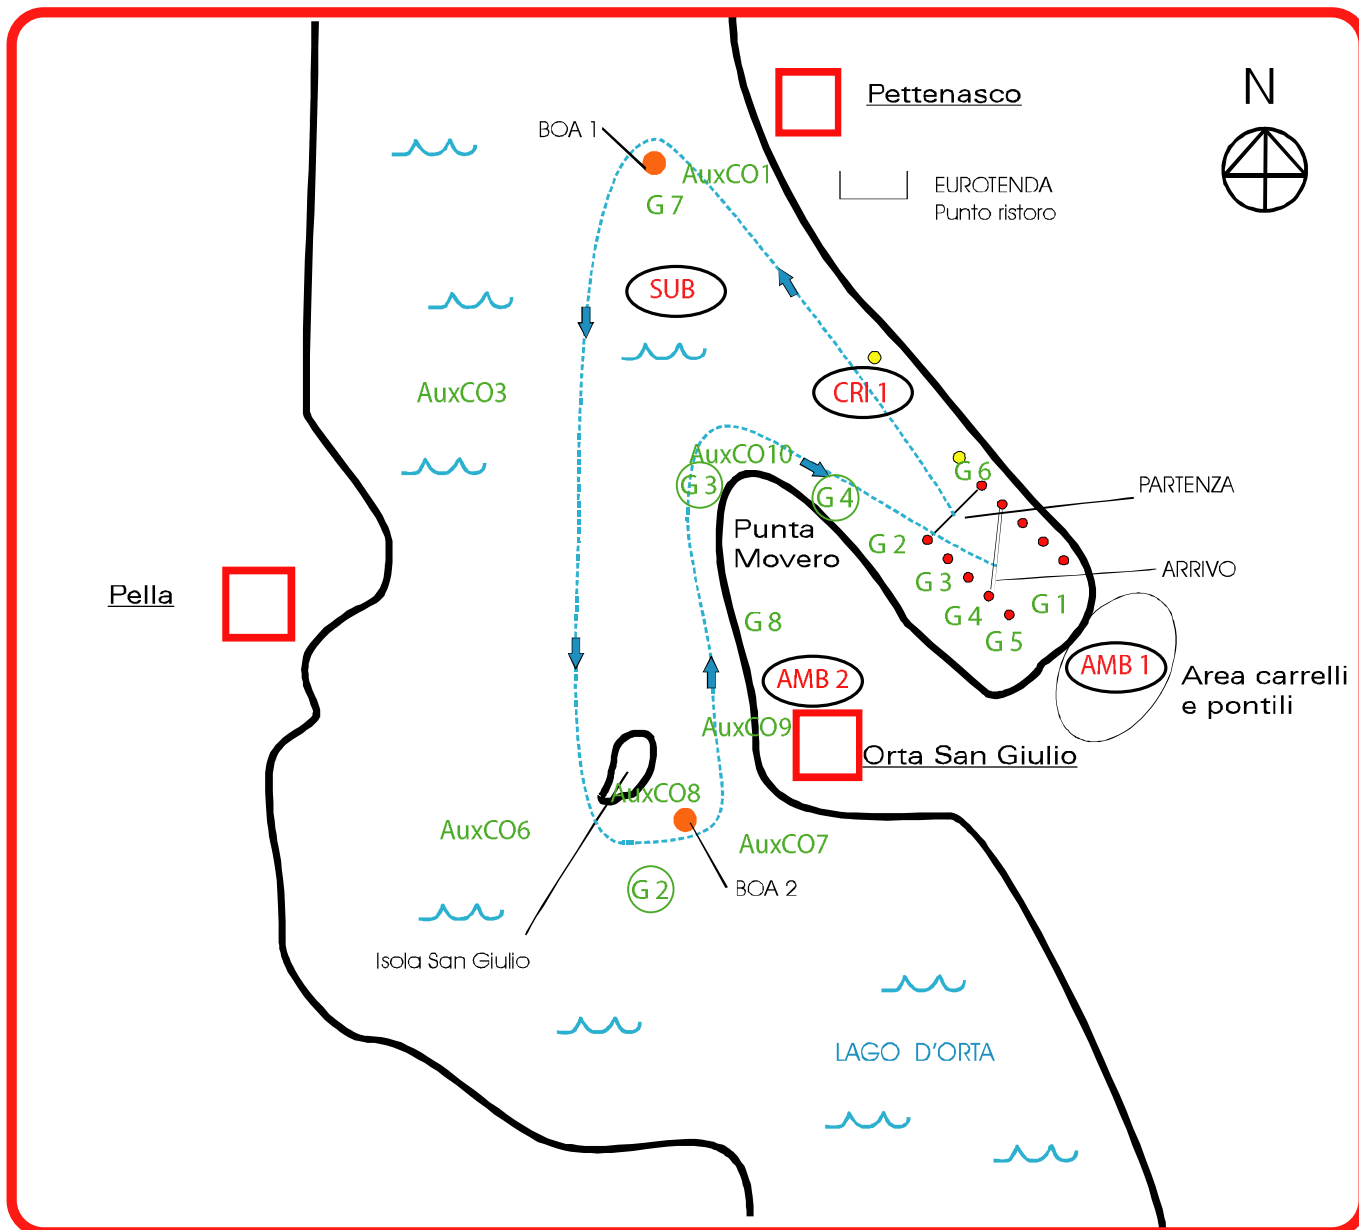 N
Pettenasco
BOA 1
AuxCO1
EUROTENDA
Punto ristoro
G 7
SUB
CRI 1
AuxCO3
AuxCO10
G 6
G 3
G 4
PARTENZA
Punta
Movero
G 2
ARRIVO
G 3
Pella
G 1
G 4
G 8
G 5
AMB 1
Area carrelli
e pontili
AMB 2
AuxCO9
Orta San Giulio
AuxCO8
AuxCO6
AuxCO7
G 2
BOA 2
Isola San Giulio
LAGO D'ORTA